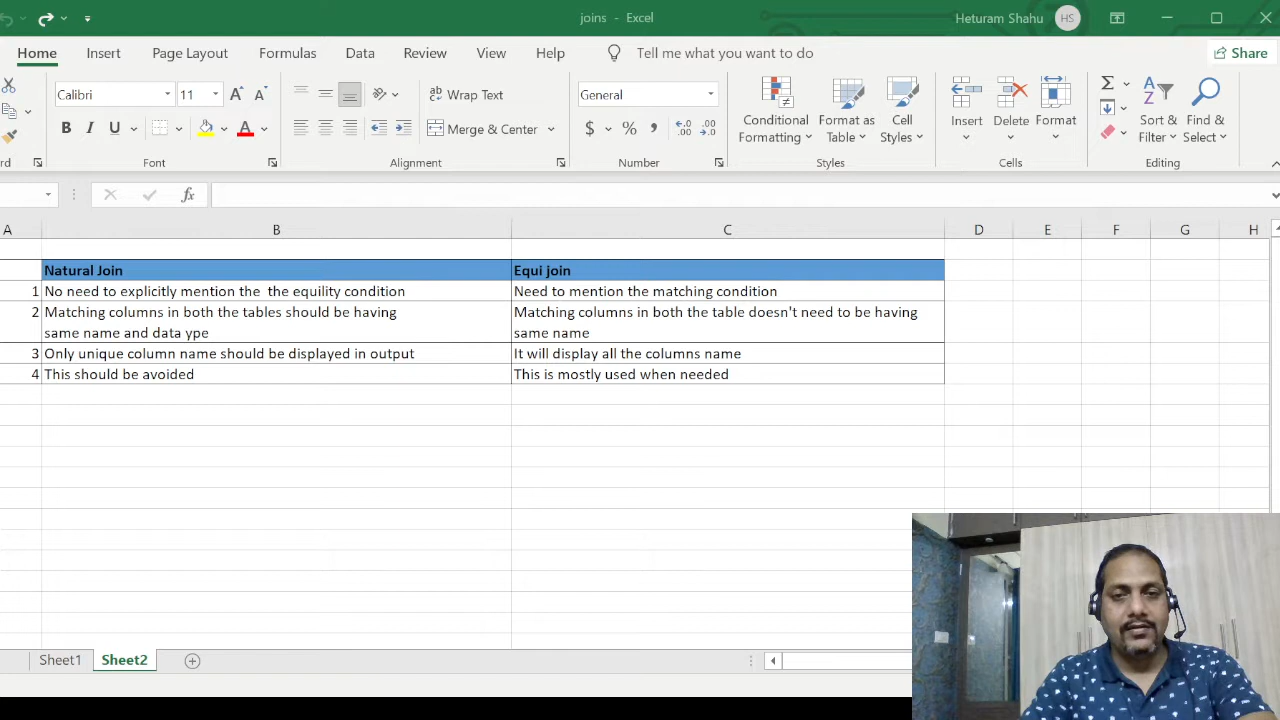 joins - Excel
Heturam Shahu HS
Home Insert Page Layout Formulas Data Review View Help Tell me what you want to do Share
Calibri 11 Wrap Text General Σ
B I U Merge & Center $ % , Conditional Formatting Format as Table Cell Styles Insert Delete Format Sort & Filter Find & Select
rd Font Alignment Number Styles Cells Editing
fx
A B C D E F G H
Natural Join Equi join
1 No need to explicitly mention the  the equility condition Need to mention the matching condition
2 Matching columns in both the tables should be having Matching columns in both the table doesn't need to be having
same name and data ype same name
3 Only unique column name should be displayed in output It will display all the columns name
4 This should be avoided This is mostly used when needed
Sheet1 Sheet2